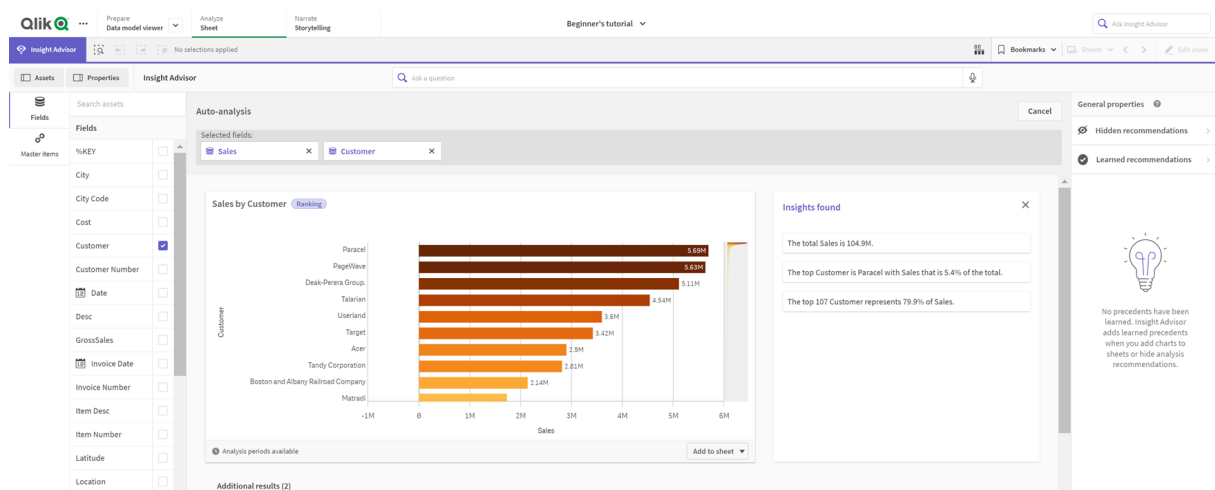 Qlik
Prepare
Data model viewer
Analyze
Sheet
Narrate
Storytelling
Beginner's tutorial
Ask Insight Advisor
Insight Advisor
No selections applied
Bookmarks
Sheets
Edit sheet
Assets
Properties
Insight Advisor
Ask a question
Fields
Master items
Search assets
Fields
%KEY
City
City Code
Cost
Customer
Customer Number
Date
Desc
GrossSales
Invoice Date
Invoice Number
Item Desc
Item Number
Latitude
Location
Auto-analysis
Cancel
Selected fields:
Sales
Customer
Sales by Customer
Ranking
Customer
Paracel
5.69M
PageWave
5.63M
Deak-Perera Group.
5.11M
Talarian
4.54M
Userland
3.6M
Target
3.42M
Acer
2.9M
Tandy Corporation
2.81M
Boston and Albany Railroad Company
2.14M
Matradi
-1M 0 1M 2M 3M 4M 5M 6M
Sales
Analysis periods available
Add to sheet
Additional results (2)
Insights found
The total Sales is 104.9M.
The top Customer is Paracel with Sales that is 5.4% of the total.
The top 107 Customer represents 79.9% of Sales.
General properties
Hidden recommendations
Learned recommendations
No precedents have been
learned. Insight Advisor
adds learned precedents
when you add charts to
sheets or hide analysis
recommendations.